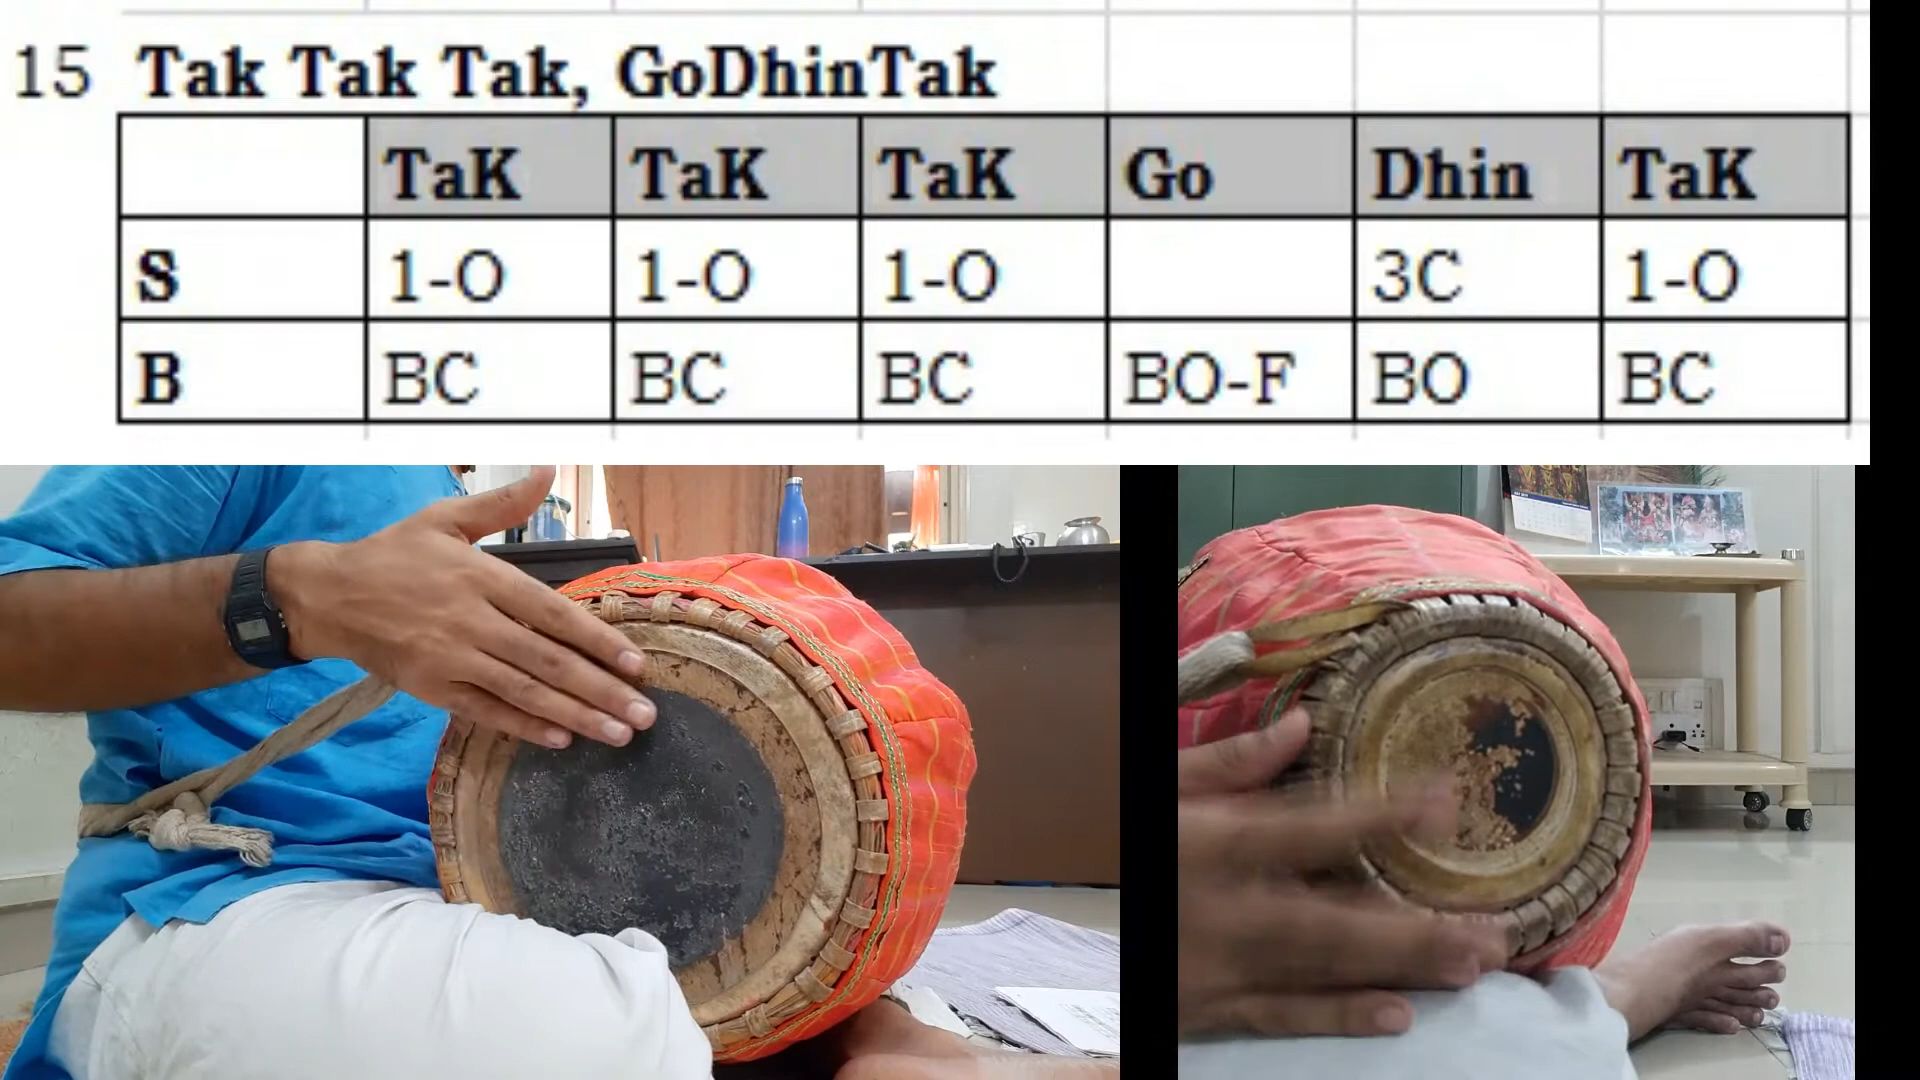 15 Tak Tak Tak, GoDhinTak
TaK TaK TaK Go Dhin TaK
S 1-O 1-O 1-O 3C 1-O
B BC BC BC BO-F BO BC